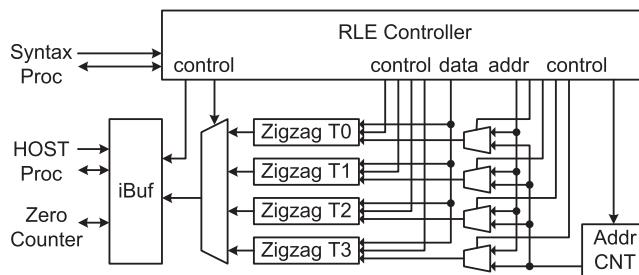 RLE Controller
Syntax
Proc
control
control data addr control
Zigzag T0
HOST
Proc
iBuf
Zigzag T1
Zero
Counter
Zigzag T2
Zigzag T3
Addr
CNT